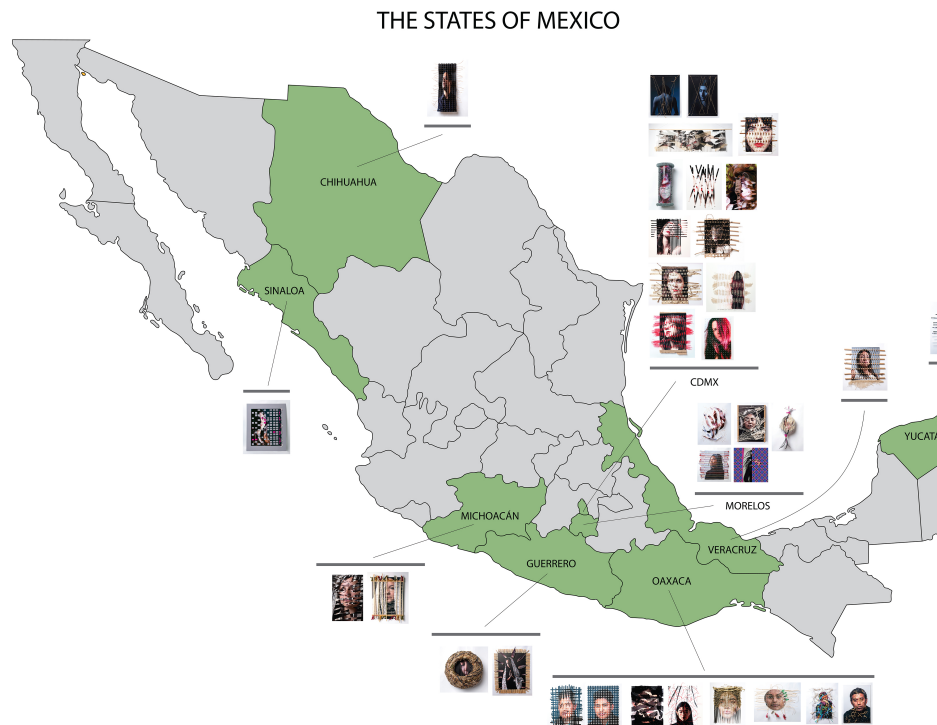 THE STATES OF MEXICO
CHIHUAHUA
SINALOA
CDMX
YUCATA
MORELOS
MICHOACÁN
VERACRUZ
GUERRERO
OAXACA